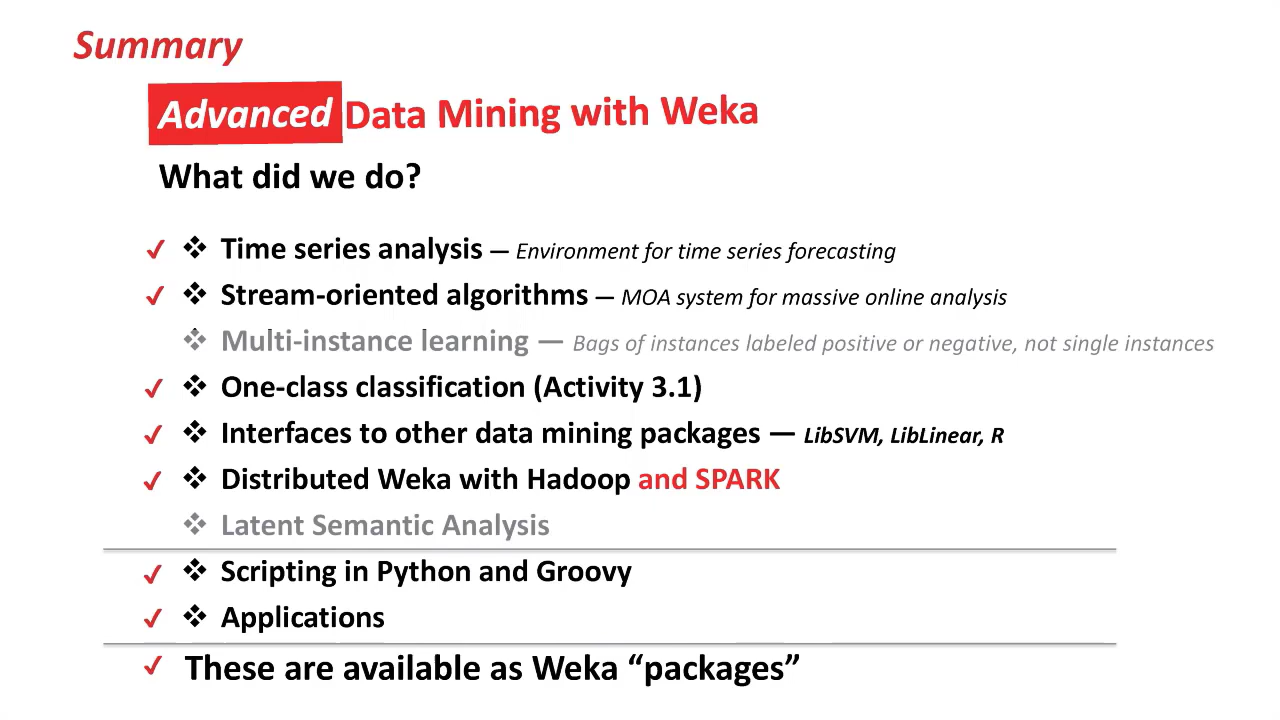 Summary
Advanced Data Mining with Weka
What did we do?
✔ ❖ Time series analysis — Environment for time series forecasting
✔ ❖ Stream-oriented algorithms — MOA system for massive online analysis
❖ Multi-instance learning — Bags of instances labeled positive or negative, not single instances
✔ ❖ One-class classification (Activity 3.1)
✔ ❖ Interfaces to other data mining packages — LibSVM, LibLinear, R
✔ ❖ Distributed Weka with Hadoop and SPARK
❖ Latent Semantic Analysis
✔ ❖ Scripting in Python and Groovy
✔ ❖ Applications
✔ These are available as Weka “packages”